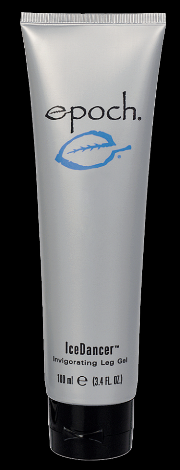 epoch.
IceDancer™
Invigorating Leg Gel
100 ml ℮ (3.4 FL. OZ.)